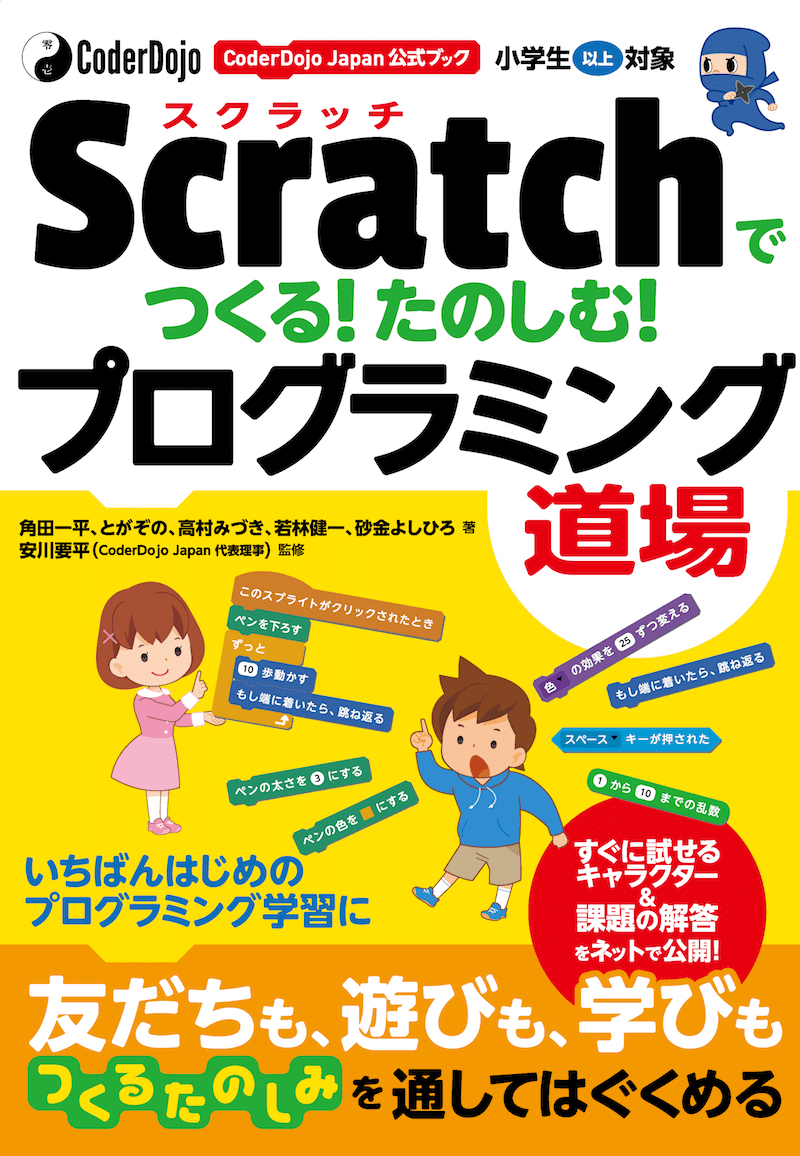 零壱 CoderDojo CoderDojo Japan 公式ブック 小学生 以上 対象
スクラッチ
Scratchで
つくる!たのしむ!
プログラミング
道場
角田一平、とがぞの、高村みづき、若林健一、砂金よしひろ 著
安川要平(CoderDojo Japan 代表理事)監修
このスプライトがクリックされたとき
ペンを下ろす
ずっと
10 歩動かす
もし端に着いたら、跳ね返る
ペンの太さを 3 にする
ペンの色を にする
色 の効果を 25 ずつ変える
もし端に着いたら、跳ね返る
スペース キーが押された
1 から 10 までの乱数
いちばんはじめの
プログラミング学習に
すぐに試せる
キャラクター
&
課題の解答
をネットで公開!
友だちも、遊びも、学びも
つくるたのしみを通してはぐくめる